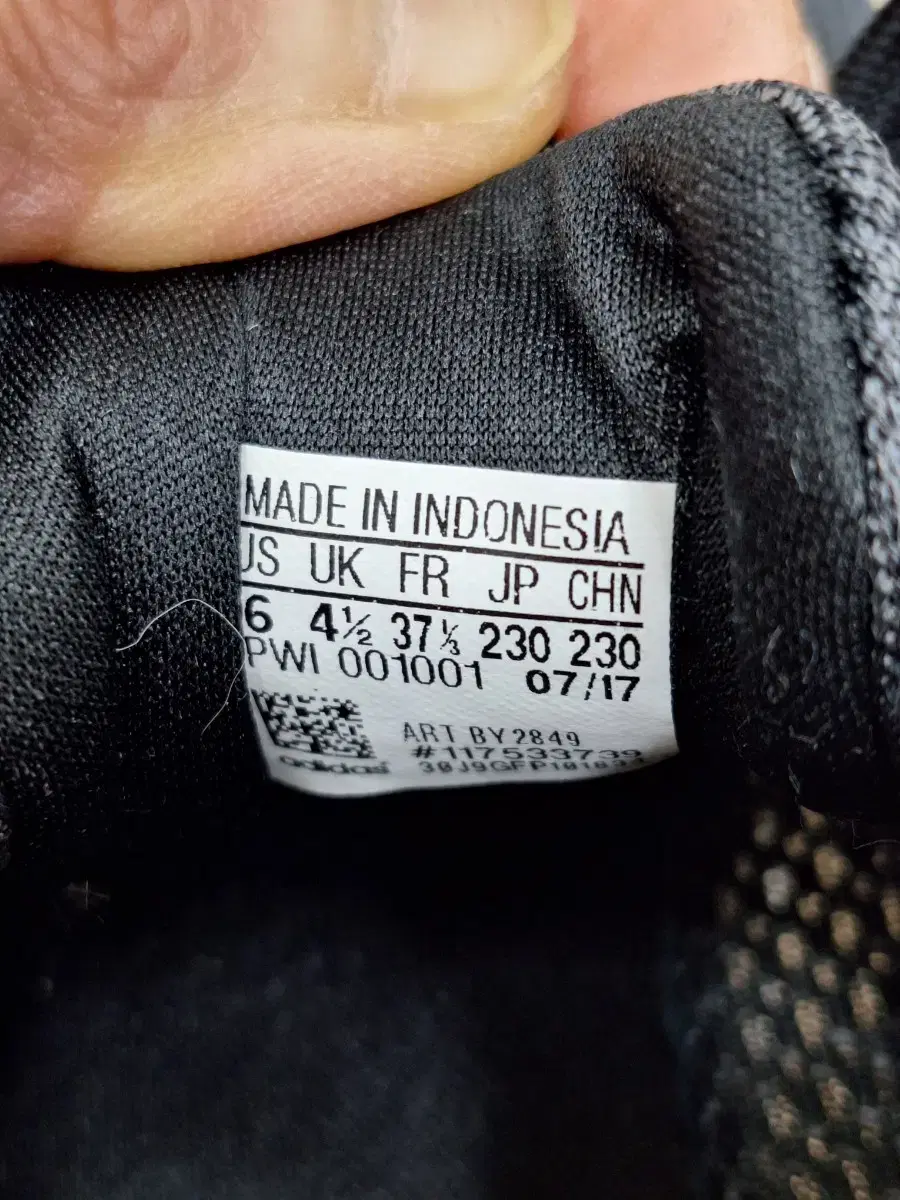 MADE IN INDONESIA
US UK FR JP CHN
6 4½ 37⅓ 230 230
PWI 001001 07/17
ART BY2849
#117533739
adidas